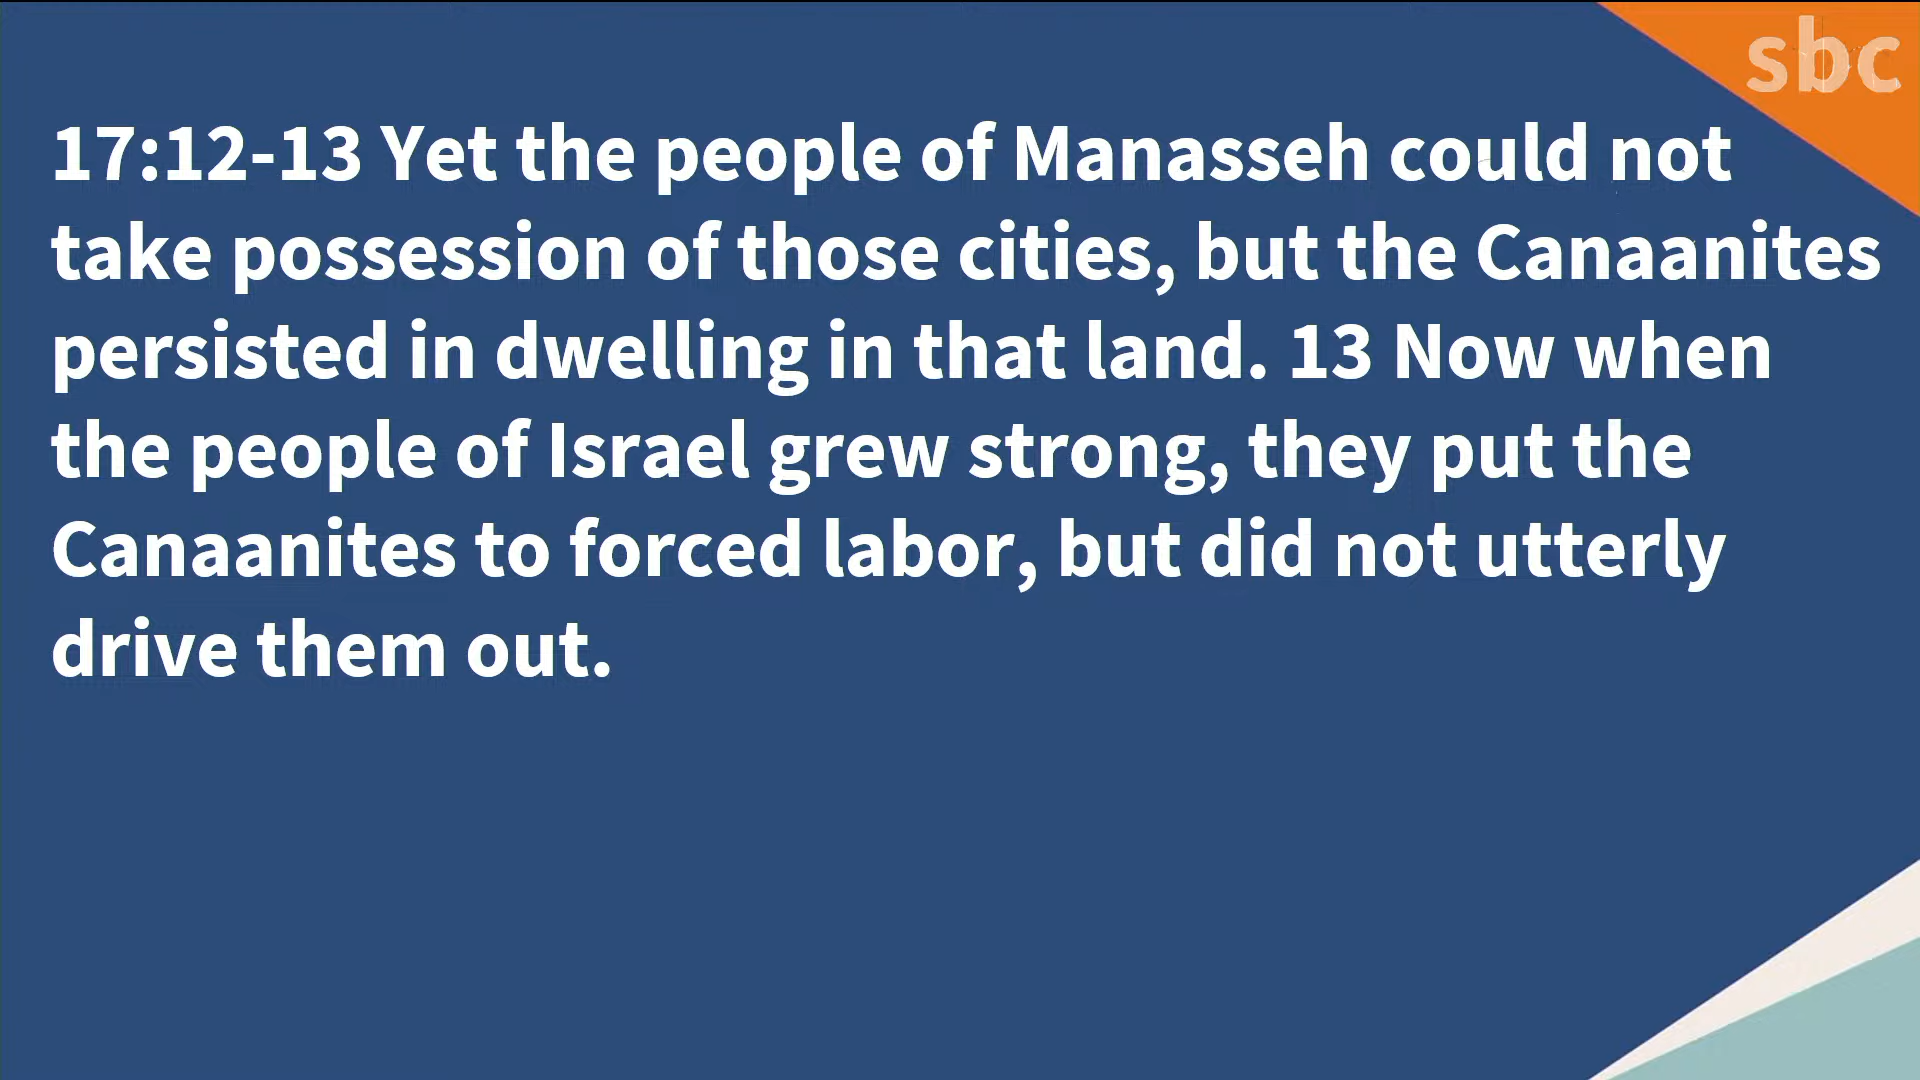 sbc
17:12-13 Yet the people of Manasseh could not
take possession of those cities, but the Canaanites
persisted in dwelling in that land. 13 Now when
the people of Israel grew strong, they put the
Canaanites to forced labor, but did not utterly
drive them out.